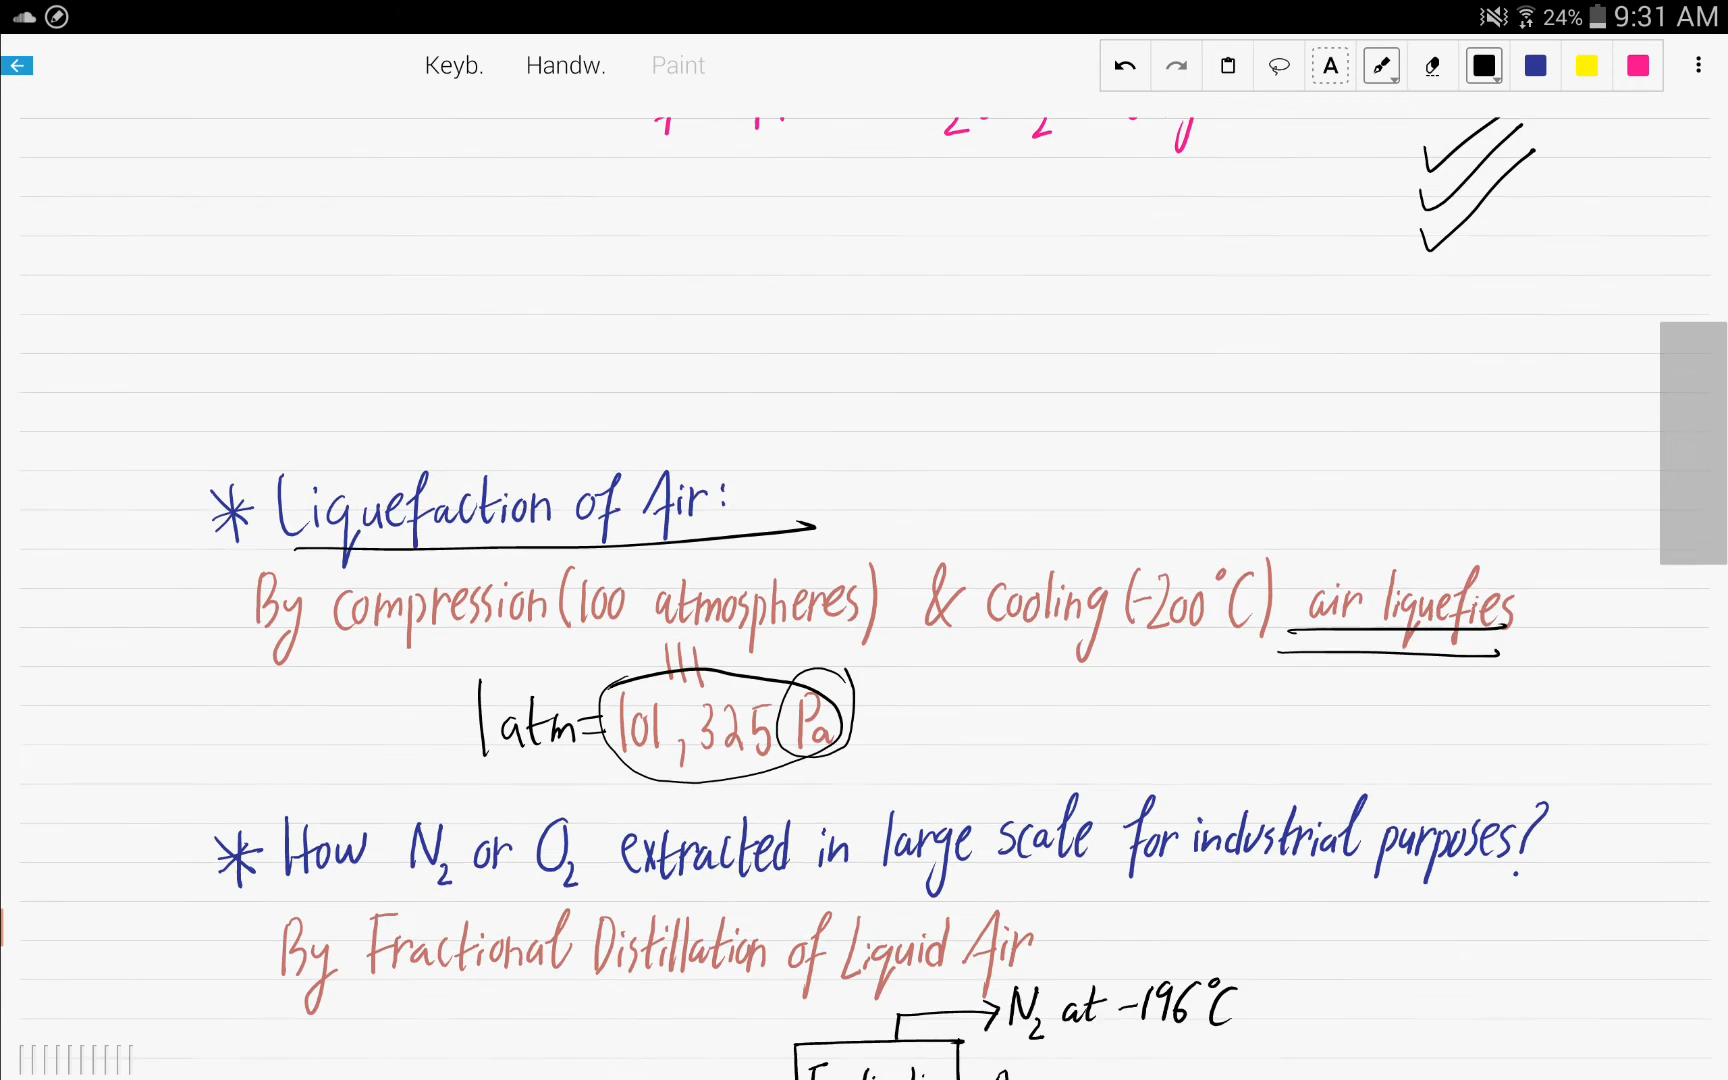 24% 9:31 AM
Keyb. Handw. Paint A
* Liquefaction of Air:
By compression (100 atmospheres) & cooling (-200°C) air liquefies
1 atm = 101,325 Pa
* How N₂ or O₂ extracted in large scale for industrial purposes?
By Fractional Distillation of Liquid Air
N₂ at -196°C